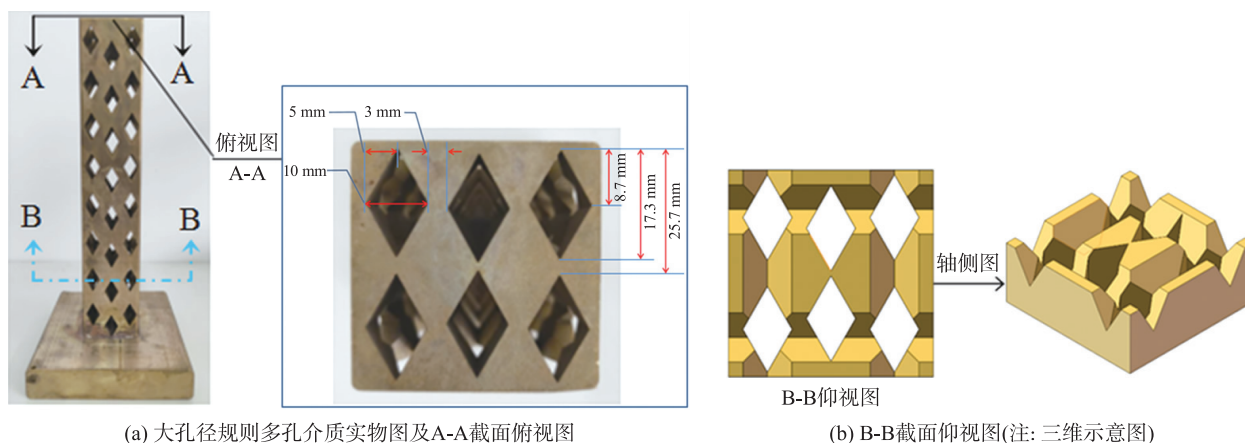 A
A
B
B
俯视图
A-A
5 mm
3 mm
10 mm
8.7 mm
17.3 mm
25.7 mm
轴侧图
B-B仰视图
(a) 大孔径规则多孔介质实物图及A-A截面俯视图
(b) B-B截面仰视图(注: 三维示意图)